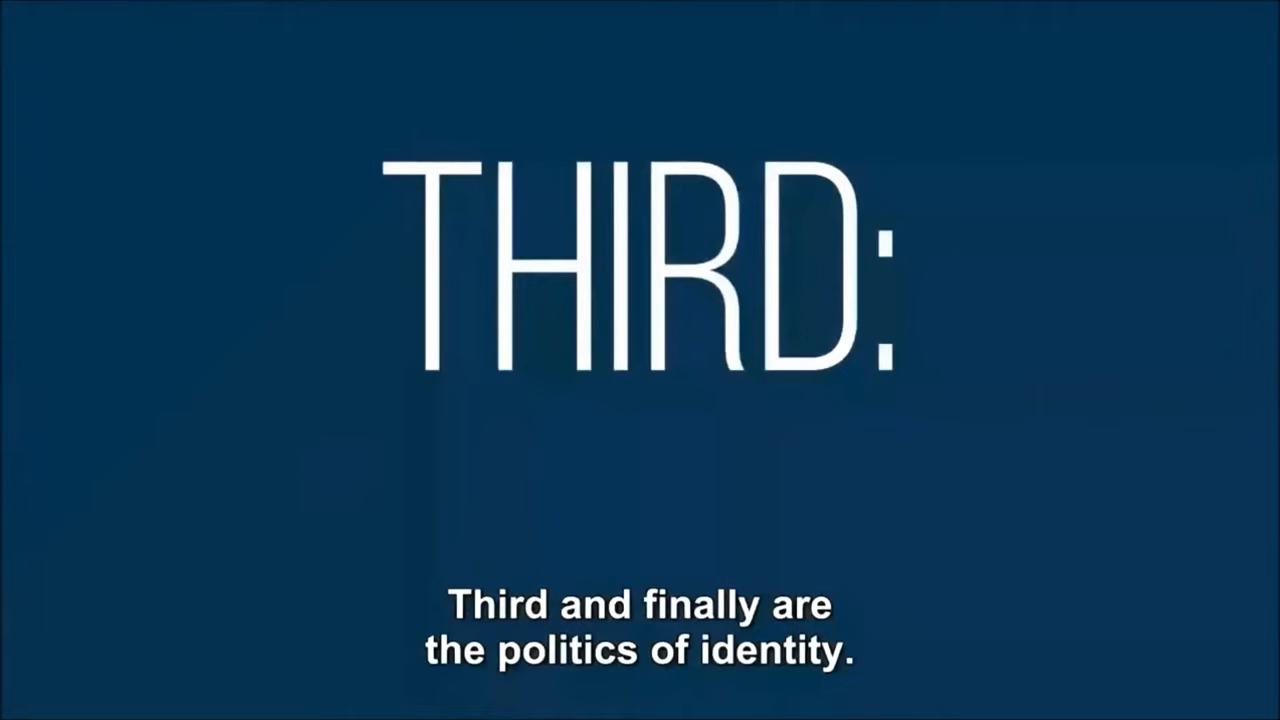 THIRD:
Third and finally are
the politics of identity.